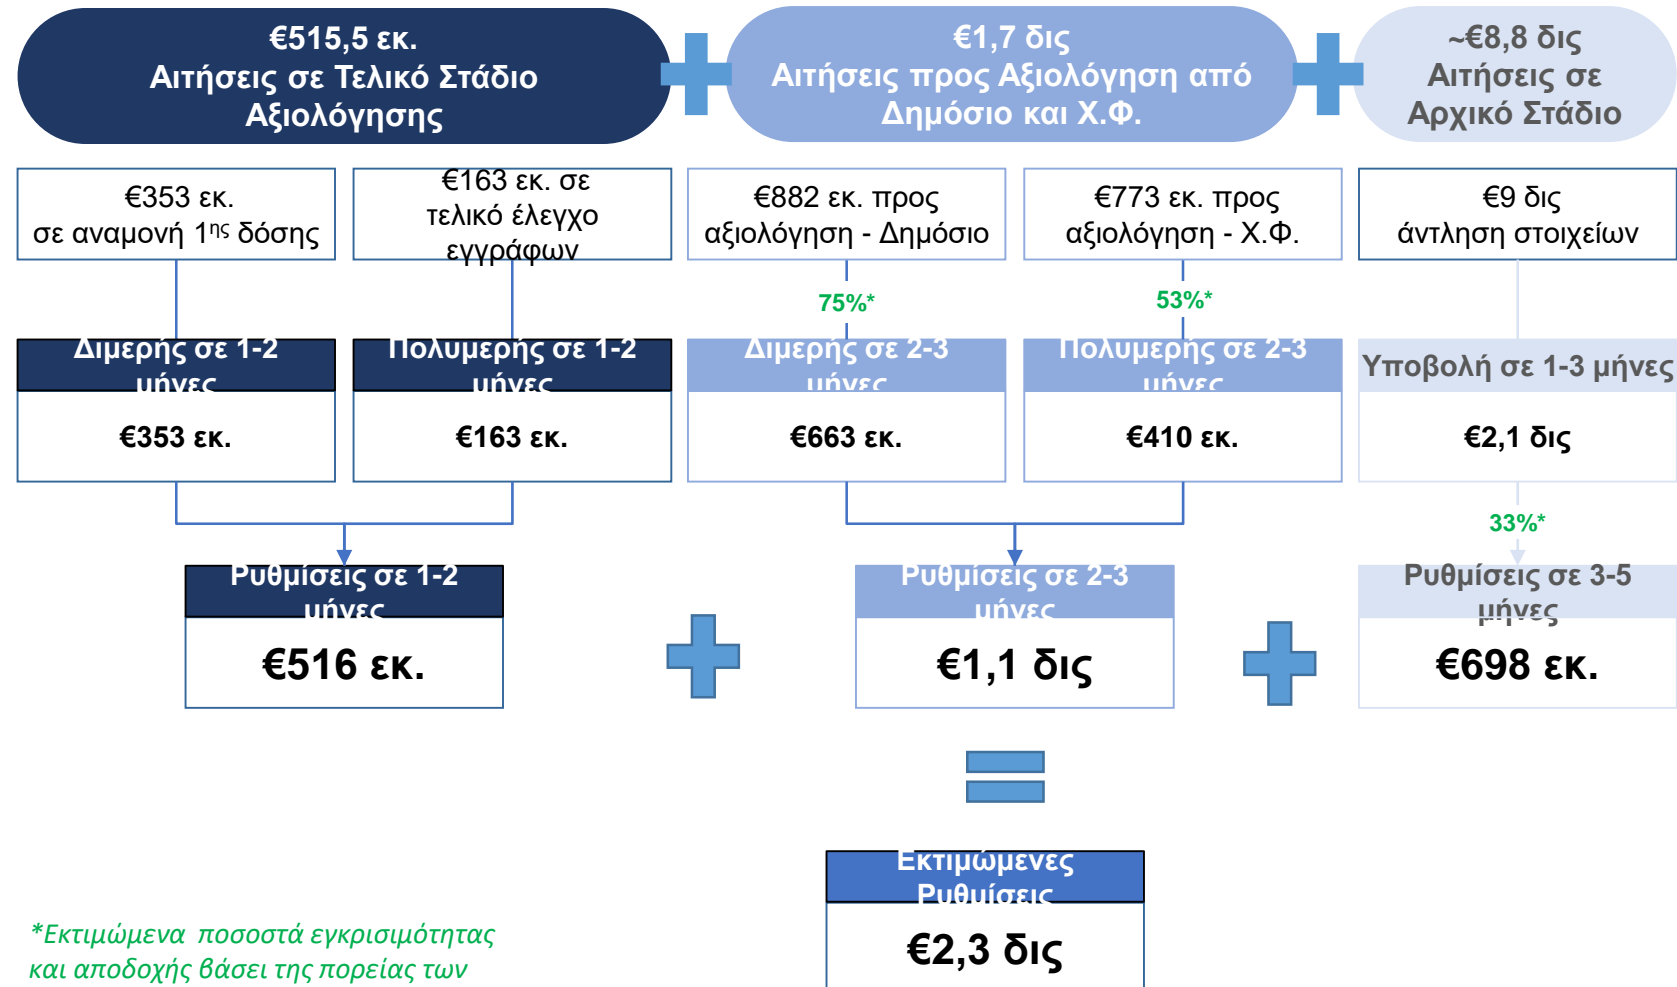 €515,5 εκ.
Αιτήσεις σε Τελικό Στάδιο
Αξιολόγησης
€1,7 δις
Αιτήσεις προς Αξιολόγηση από
Δημόσιο και Χ.Φ.
~€8,8 δις
Αιτήσεις σε
Αρχικό Στάδιο
€353 εκ.
σε αναμονή 1ης δόσης
€163 εκ. σε
τελικό έλεγχο
εγγράφων
€882 εκ. προς
αξιολόγηση - Δημόσιο
€773 εκ. προς
αξιολόγηση - Χ.Φ.
€9 δις
άντληση στοιχείων
75%*
53%*
Διμερής σε 1-2
μήνες
Πολυμερής σε 1-2
μήνες
Διμερής σε 2-3
μήνες
Πολυμερής σε 2-3
μήνες
Υποβολή σε 1-3 μήνες
€353 εκ.
€163 εκ.
€663 εκ.
€410 εκ.
€2,1 δις
33%*
Ρυθμίσεις σε 1-2
μήνες
Ρυθμίσεις σε 2-3
μήνες
Ρυθμίσεις σε 3-5
μήνες
€516 εκ.
€1,1 δις
€698 εκ.
Εκτιμώμενες
Ρυθμίσεις
€2,3 δις
*Εκτιμώμενα ποσοστά εγκρισιμότητας
και αποδοχής βάσει της πορείας των